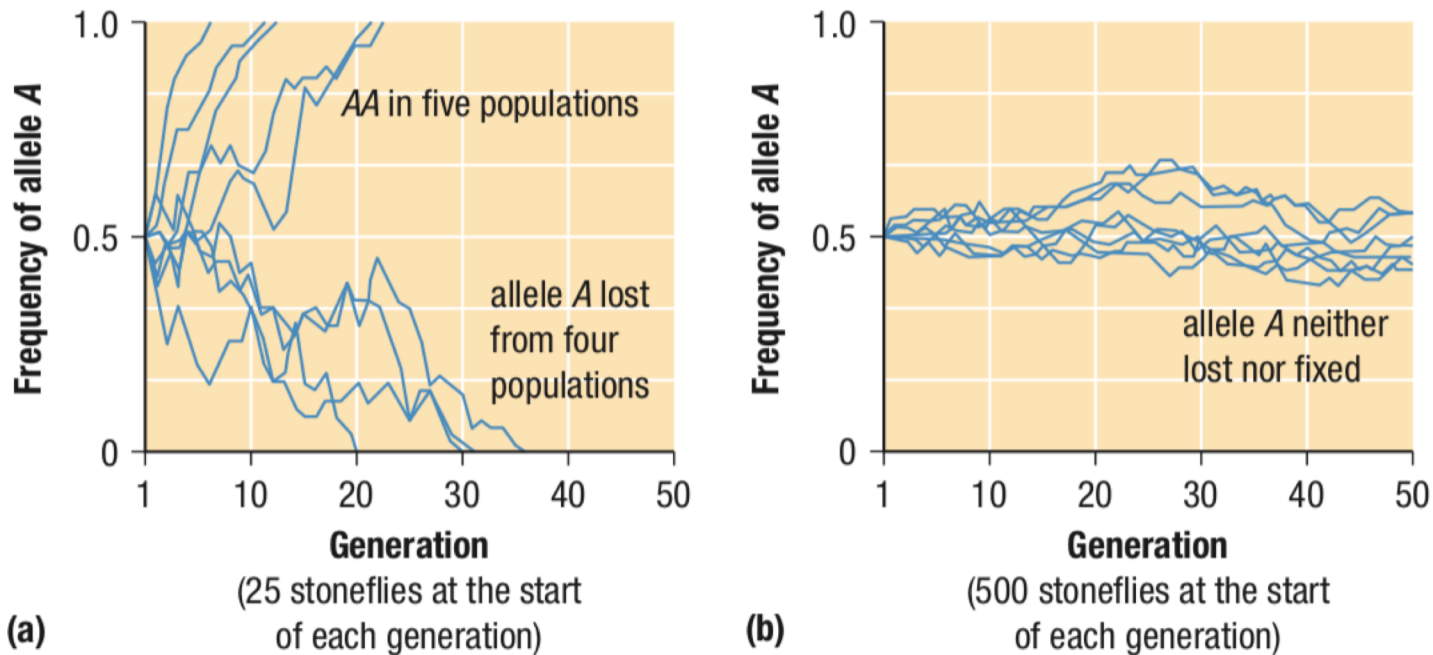 Frequency of allele A
1.0
0.5
0
AA in five populations
allele A lost
from four
populations
1 10 20 30 40 50
Generation
(25 stoneflies at the start
of each generation)
(a)
Frequency of allele A
1.0
0.5
0
allele A neither
lost nor fixed
1 10 20 30 40 50
Generation
(500 stoneflies at the start
of each generation)
(b)